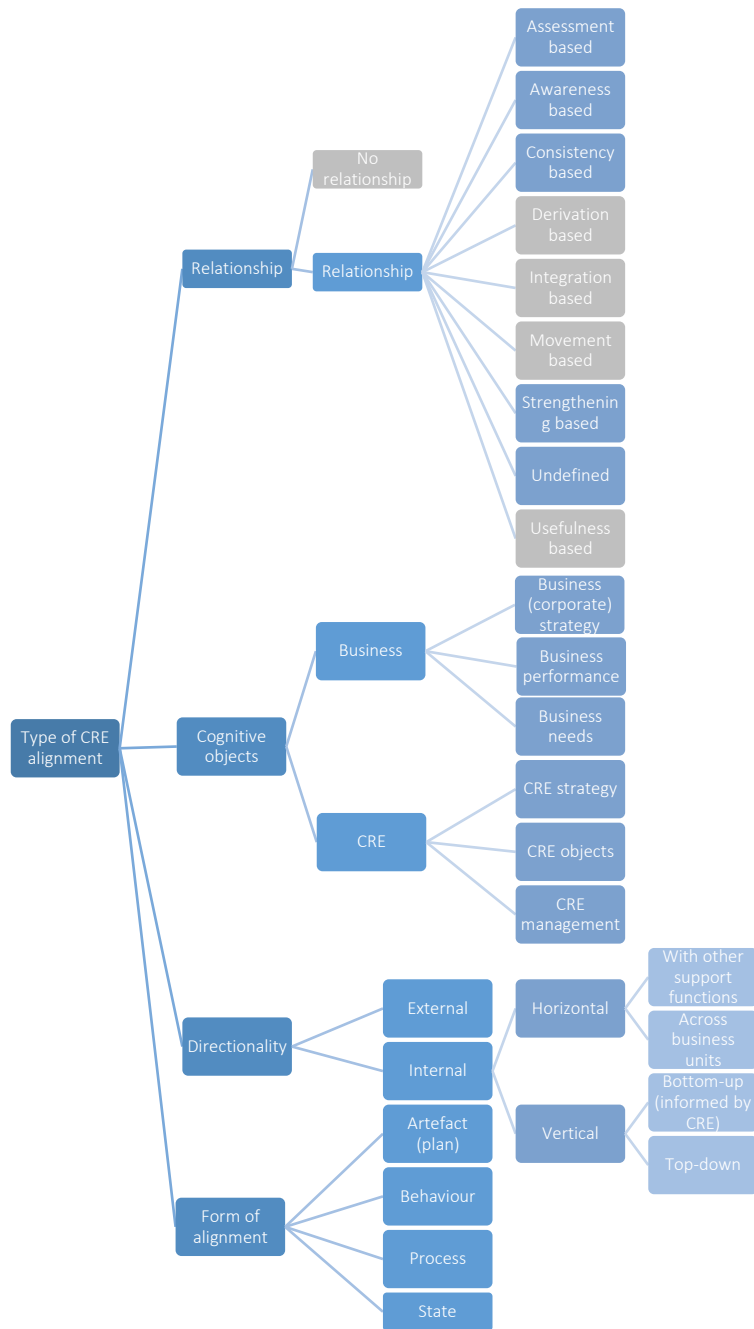 Assessment
based
Awareness
based
Consistency
based
No
relationship
Derivation
based
Relationship
Relationship
Integration
based
Movement
based
Strengthenin
g based
Undefined
Usefulness
based
Business
(corporate)
strategy
Business
Business
performance
Business
needs
Type of CRE
alignment
Cognitive
objects
CRE strategy
CRE
CRE objects
CRE
management
With other
support
functions
External
Horizontal
Across
business
units
Directionality
Internal
Bottom-up
(informed by
CRE)
Artefact
(plan)
Vertical
Top-down
Behaviour
Form of
alignment
Process
State